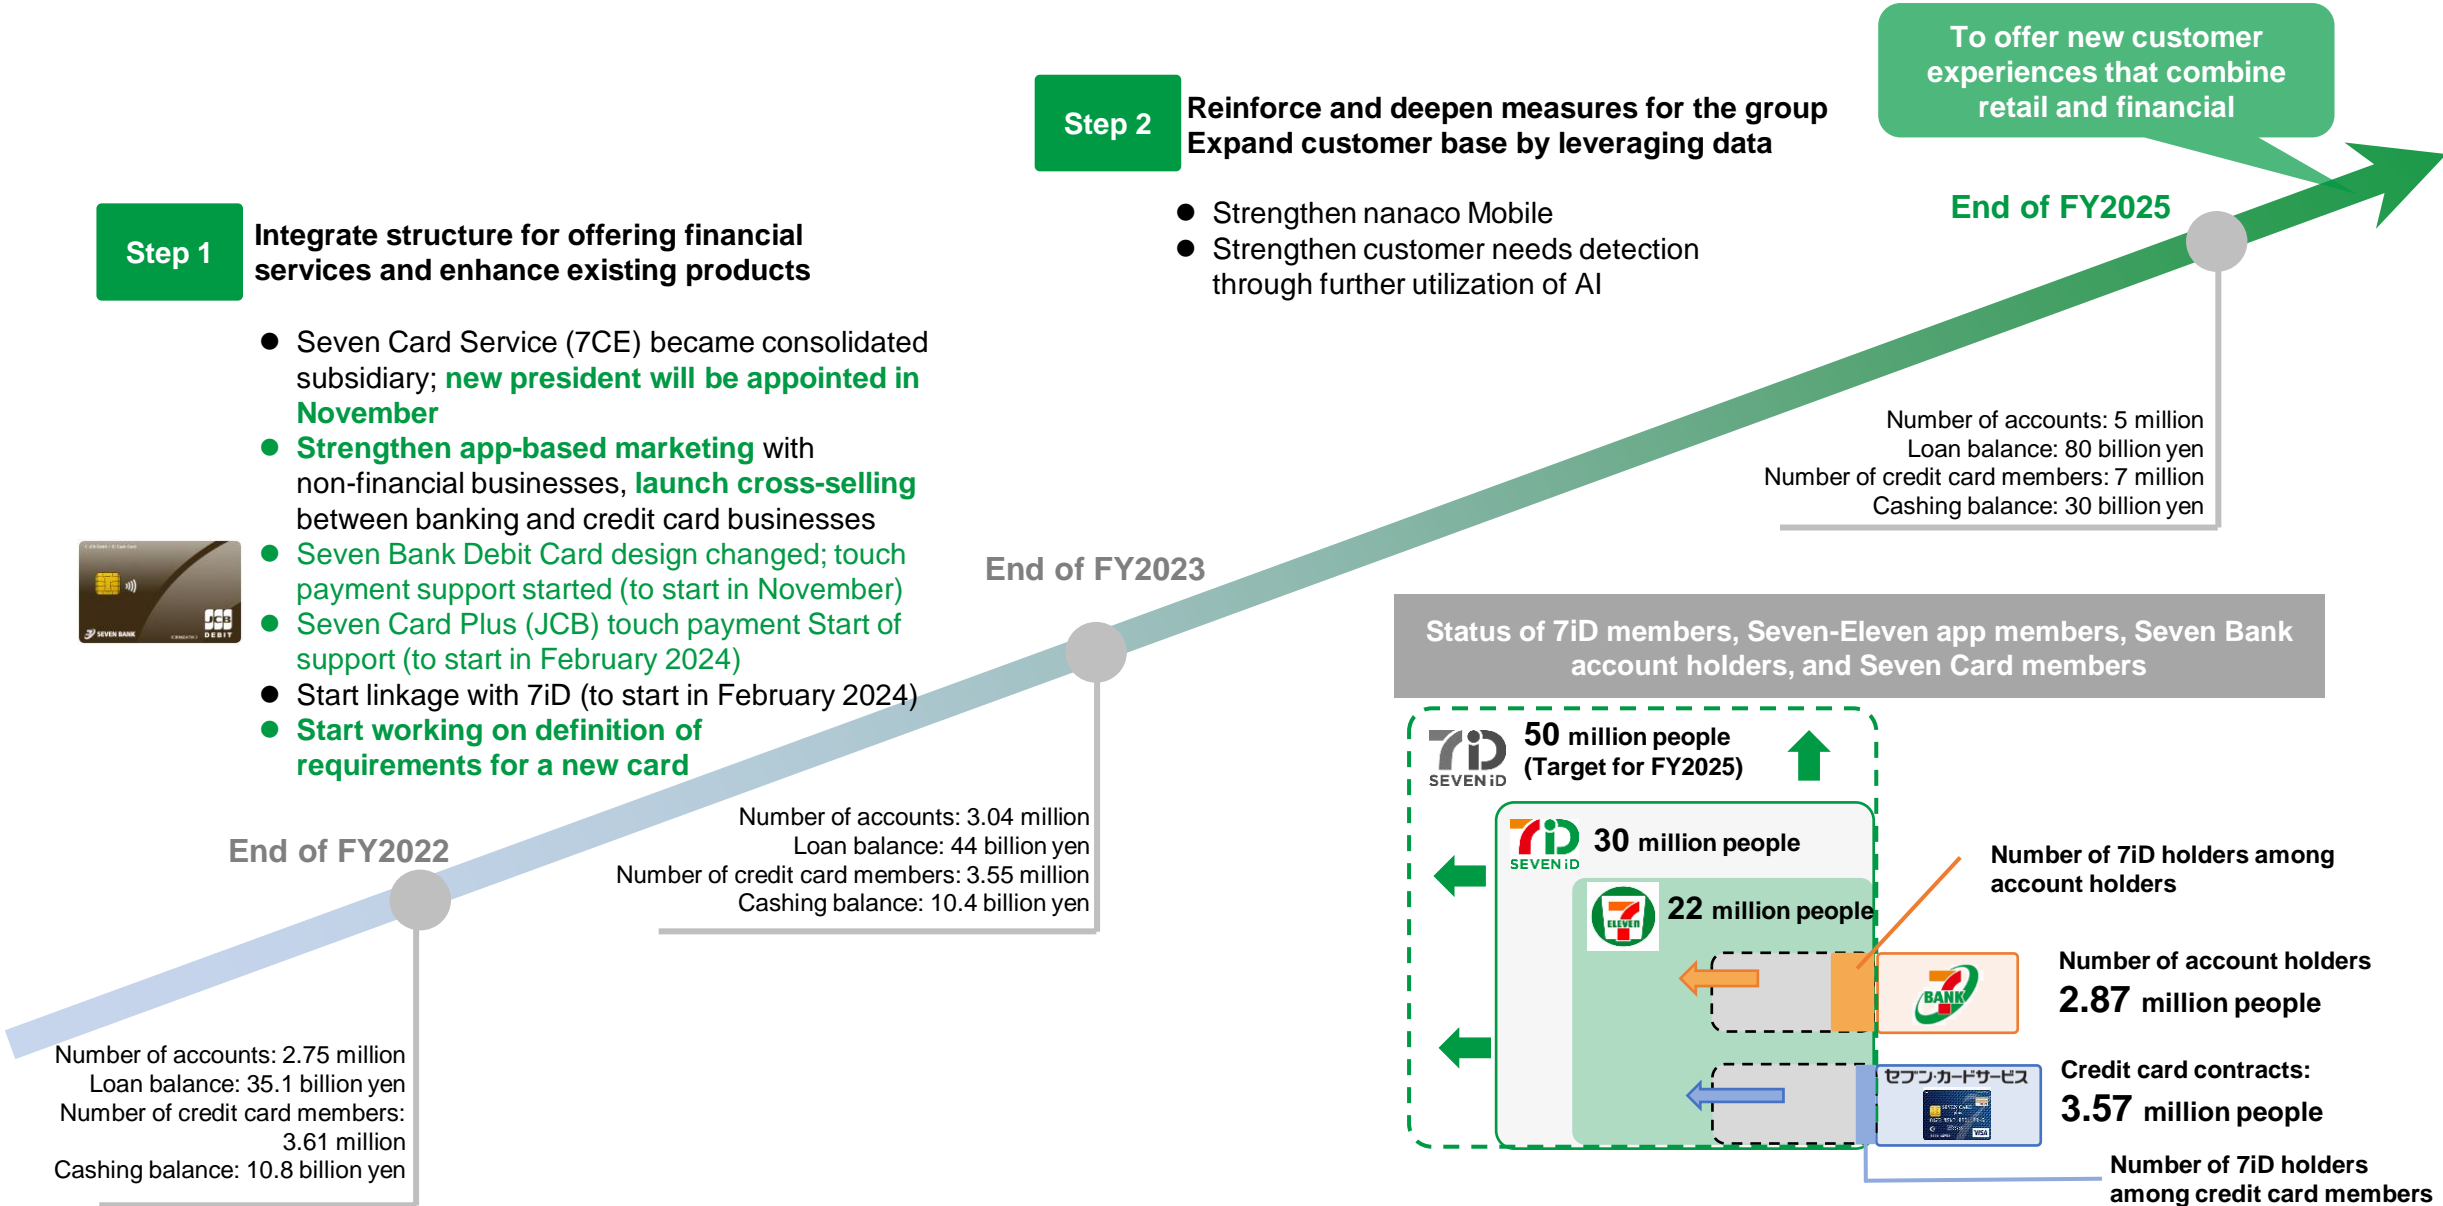 To offer new customer
experiences that combine
retail and financial
Step 2
Reinforce and deepen measures for the group
Expand customer base by leveraging data
● Strengthen nanaco Mobile
● Strengthen customer needs detection
through further utilization of AI
End of FY2025
Step 1
Integrate structure for offering financial
services and enhance existing products
● Seven Card Service (7CE) became consolidated
subsidiary; new president will be appointed in
November
● Strengthen app-based marketing with
non-financial businesses, launch cross-selling
between banking and credit card businesses
● Seven Bank Debit Card design changed; touch
payment support started (to start in November)
● Seven Card Plus (JCB) touch payment Start of
support (to start in February 2024)
● Start linkage with 7iD (to start in February 2024)
● Start working on definition of
requirements for a new card
SEVEN BANK
JCB
DEBIT
Number of accounts: 5 million
Loan balance: 80 billion yen
Number of credit card members: 7 million
Cashing balance: 30 billion yen
End of FY2023
Number of accounts: 3.04 million
Loan balance: 44 billion yen
Number of credit card members: 3.55 million
Cashing balance: 10.4 billion yen
End of FY2022
Number of accounts: 2.75 million
Loan balance: 35.1 billion yen
Number of credit card members:
3.61 million
Cashing balance: 10.8 billion yen
Status of 7iD members, Seven-Eleven app members, Seven Bank
account holders, and Seven Card members
7iD
SEVEN iD
50 million people
(Target for FY2025)
7iD
SEVEN iD
30 million people
7
ELEVEN
22 million people
Number of 7iD holders among
account holders
7
BANK
Number of account holders
2.87 million people
セブン・カードサービス
VISA
Credit card contracts:
3.57 million people
Number of 7iD holders
among credit card members